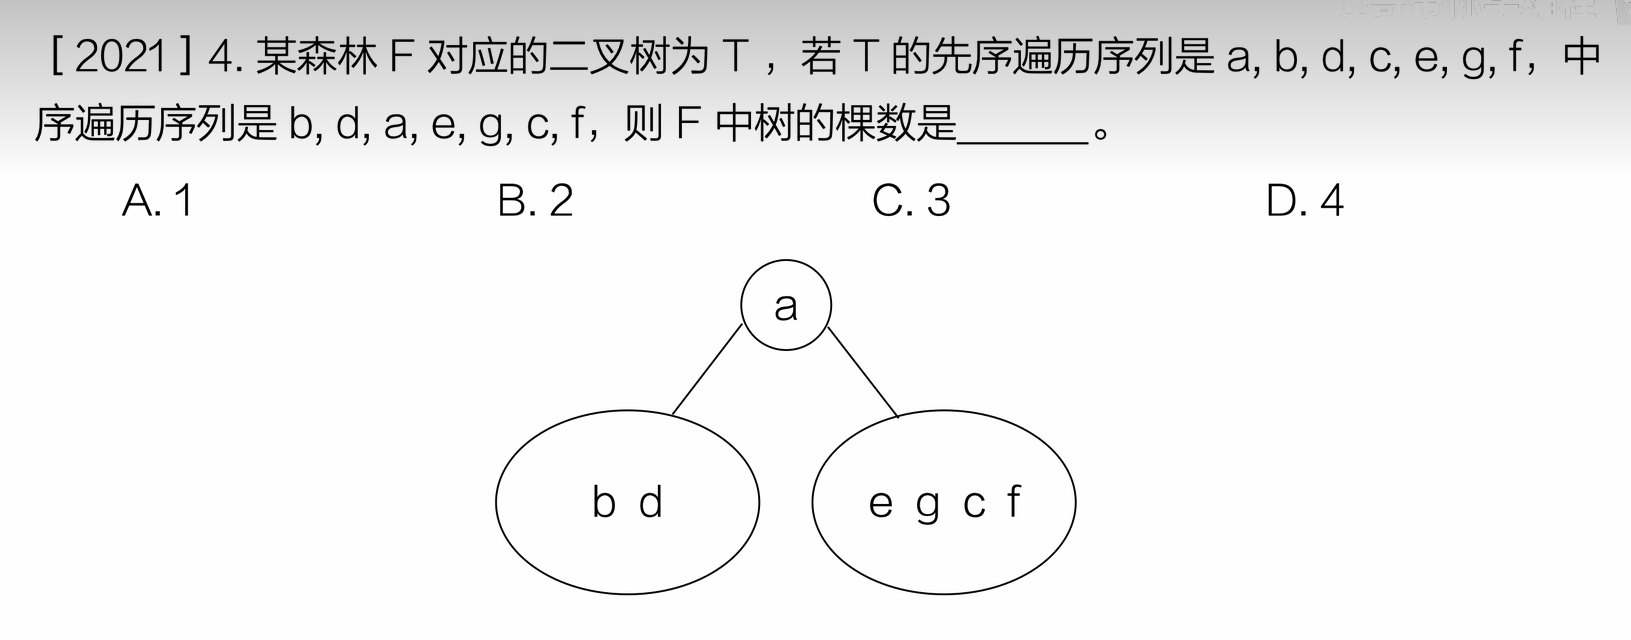 [ 2021 ] 4. 某森林 F 对应的二叉树为 T ，若 T 的先序遍历序列是 a, b, d, c, e, g, f，中
序遍历序列是 b, d, a, e, g, c, f，则 F 中树的棵数是______。
A. 1 B. 2 C. 3 D. 4
a
b d e g c f